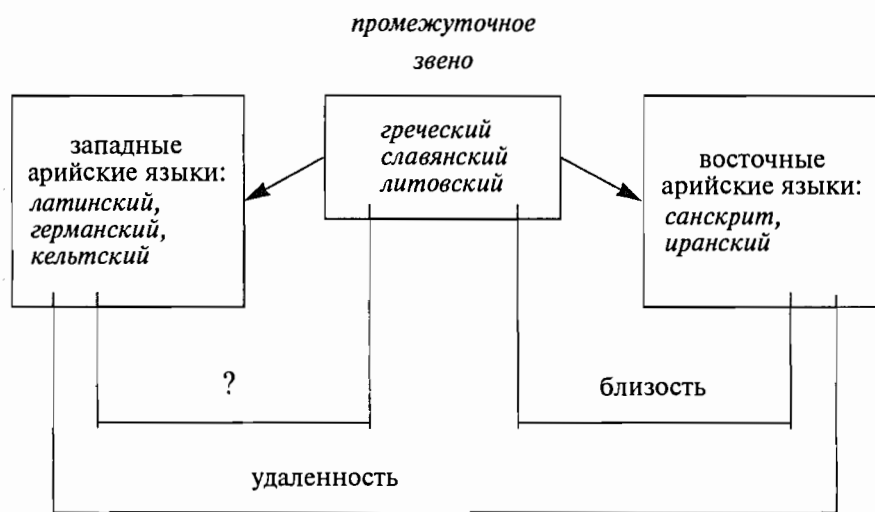 промежуточное
звено
западные
арийские языки:
латинский,
германский,
кельтский
греческий
славянский
литовский
восточные
арийские языки:
санскрит,
иранский
?
близость
удаленность